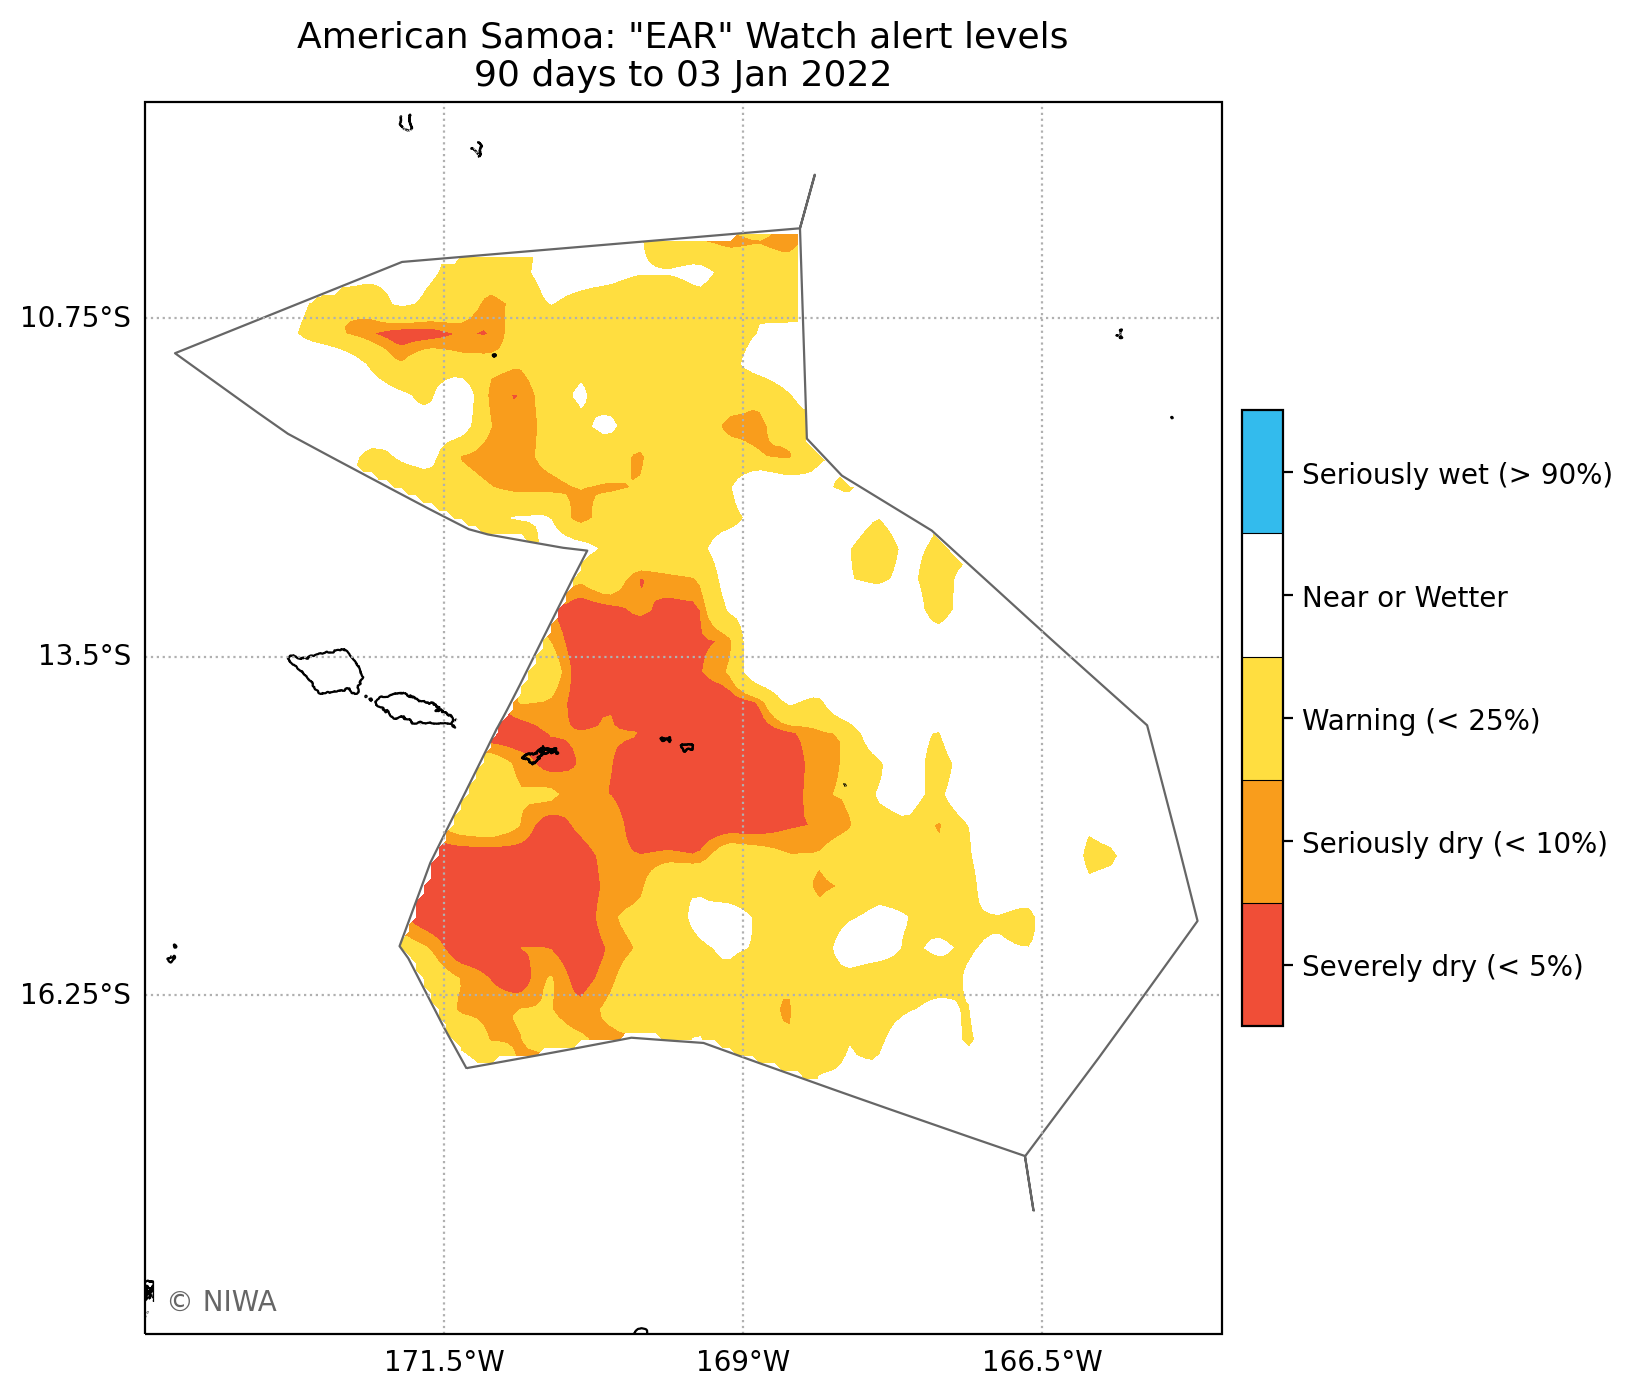 American Samoa: "EAR" Watch alert levels
90 days to 03 Jan 2022
10.75°S
13.5°S
16.25°S
171.5°W
169°W
166.5°W
© NIWA
Seriously wet (> 90%)
Near or Wetter
Warning (< 25%)
Seriously dry (< 10%)
Severely dry (< 5%)